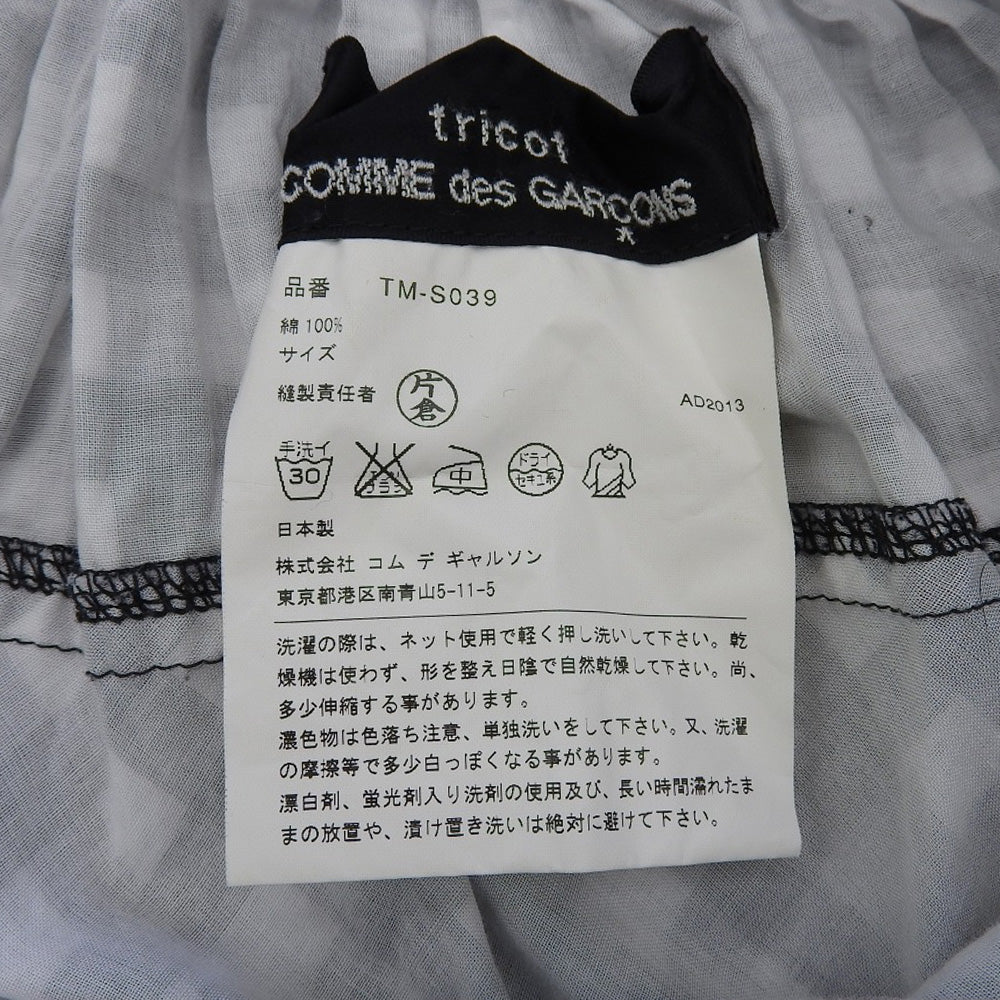 tricot
COMME des GARÇONS
品番 TM-S039
綿 100%
サイズ
縫製責任者 片倉
AD2013
手洗イ 30 エンソサラシ 中 ドライ セキユ系
日本製
株式会社 コム デ ギャルソン
東京都港区南青山5-11-5
洗濯の際は、ネット使用で軽く押し洗いして下さい。乾
燥機は使わず、形を整え日陰で自然乾燥して下さい。尚、
多少伸縮する事があります。
濃色物は色落ち注意、単独洗いをして下さい。又、洗濯
の摩擦等で多少白っぽくなる事があります。
漂白剤、蛍光剤入り洗剤の使用及び、長い時間濡れたま
まの放置や、漬け置き洗いは絶対に避けて下さい。